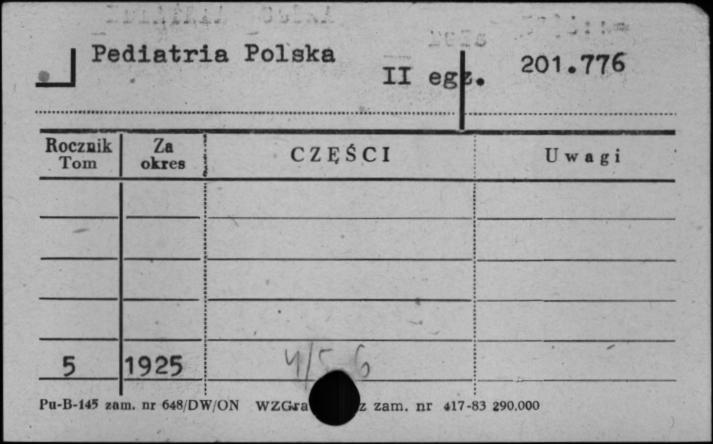 Pediatria Polska
II egz. 201.776
Rocznik Tom Za okres CZĘŚCI Uwagi
5 1925 4/5 6
Pu-B-145 zam. nr 648/DW/ON WZGra z zam. nr 417-83 290.000